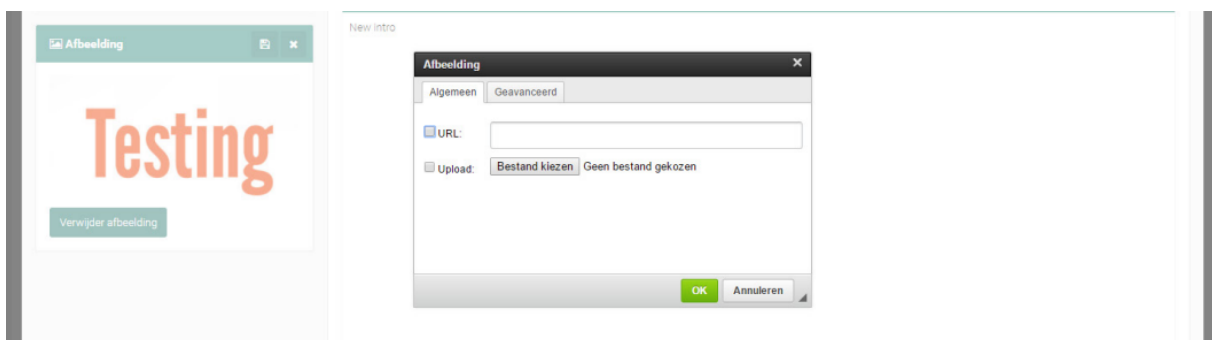 Afbeelding
Testing
Verwijder afbeelding
New Intro
Afbeelding
Algemeen Geavanceerd
URL:
Upload: Bestand kiezen Geen bestand gekozen
OK Annuleren